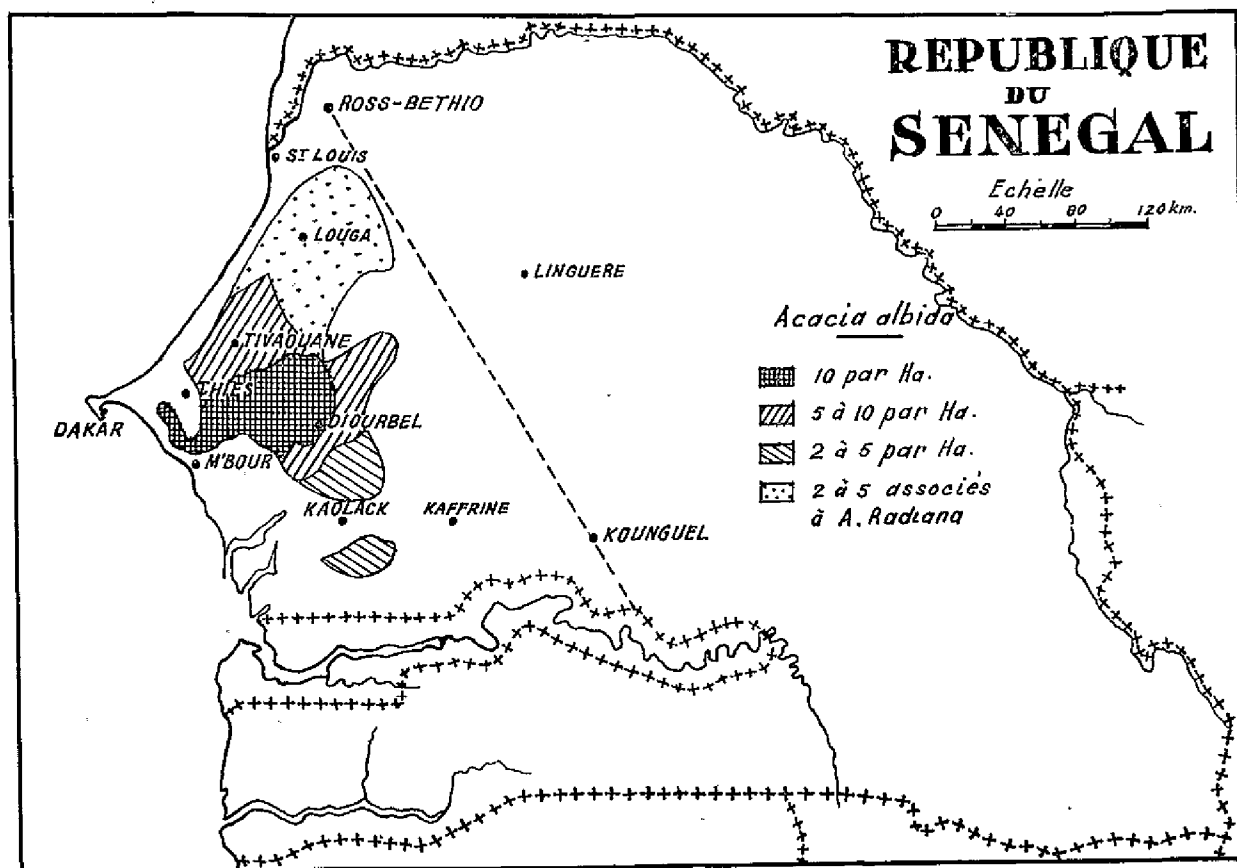 REPUBLIQUE
DU
SENEGAL
Echelle
0 40 80 120 km.
ROSS-BETHIO
ST LOUIS
LOUGA
LINGUERE
TIVAOUANE
THIES
DAKAR
DIOURBEL
M'BOUR
KAOLACK
KAFFRINE
KOUNGUEL
Acacia albida
10 par Ha.
5 à 10 par Ha.
2 à 5 par Ha.
2 à 5 associés
à A. Radiana